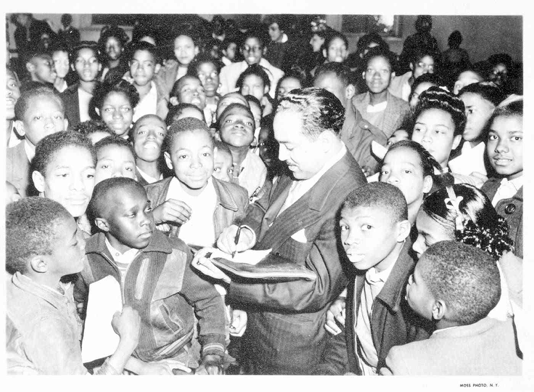 MOSS PHOTO, N. Y.